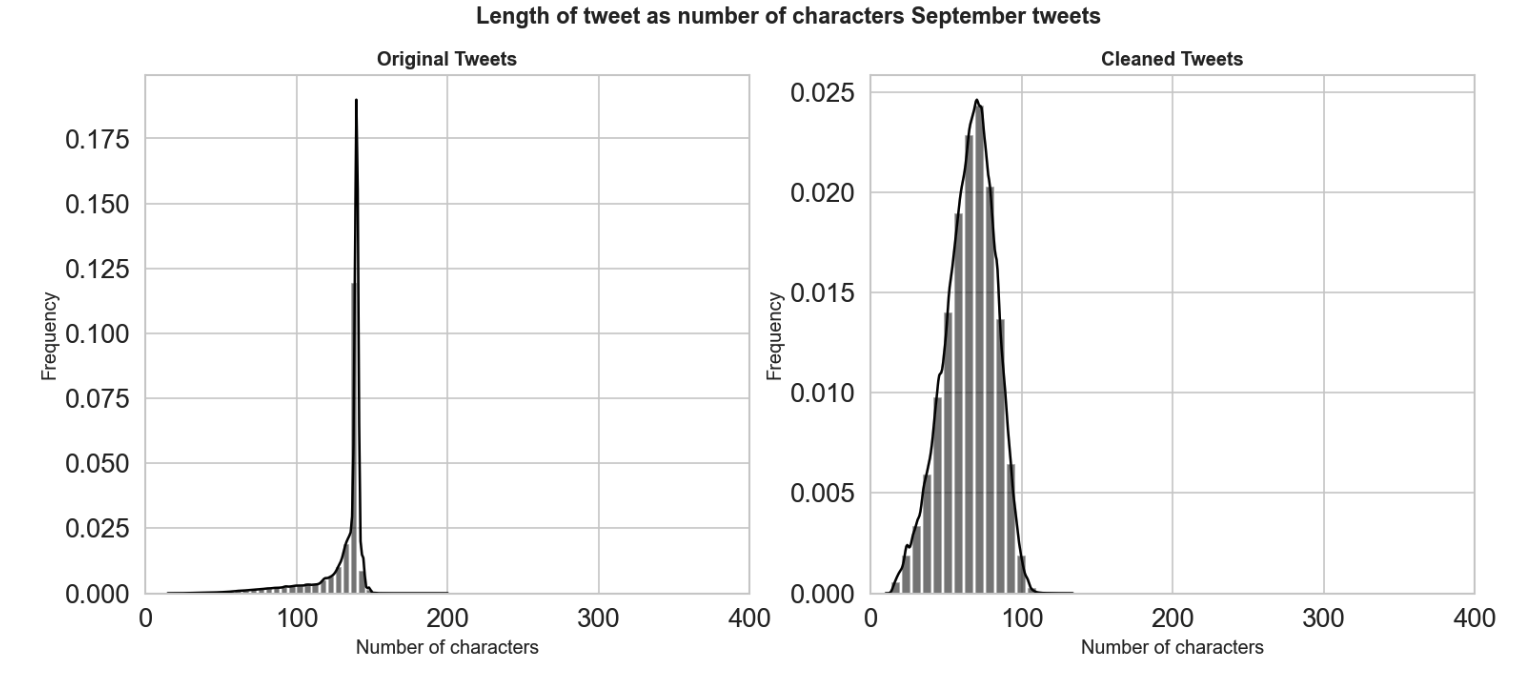 Length of tweet as number of characters September tweets
Original Tweets
Frequency
0.175
0.150
0.125
0.100
0.075
0.050
0.025
0.000
0 100 200 300 400
Number of characters
Cleaned Tweets
Frequency
0.025
0.020
0.015
0.010
0.005
0.000
0 100 200 300 400
Number of characters